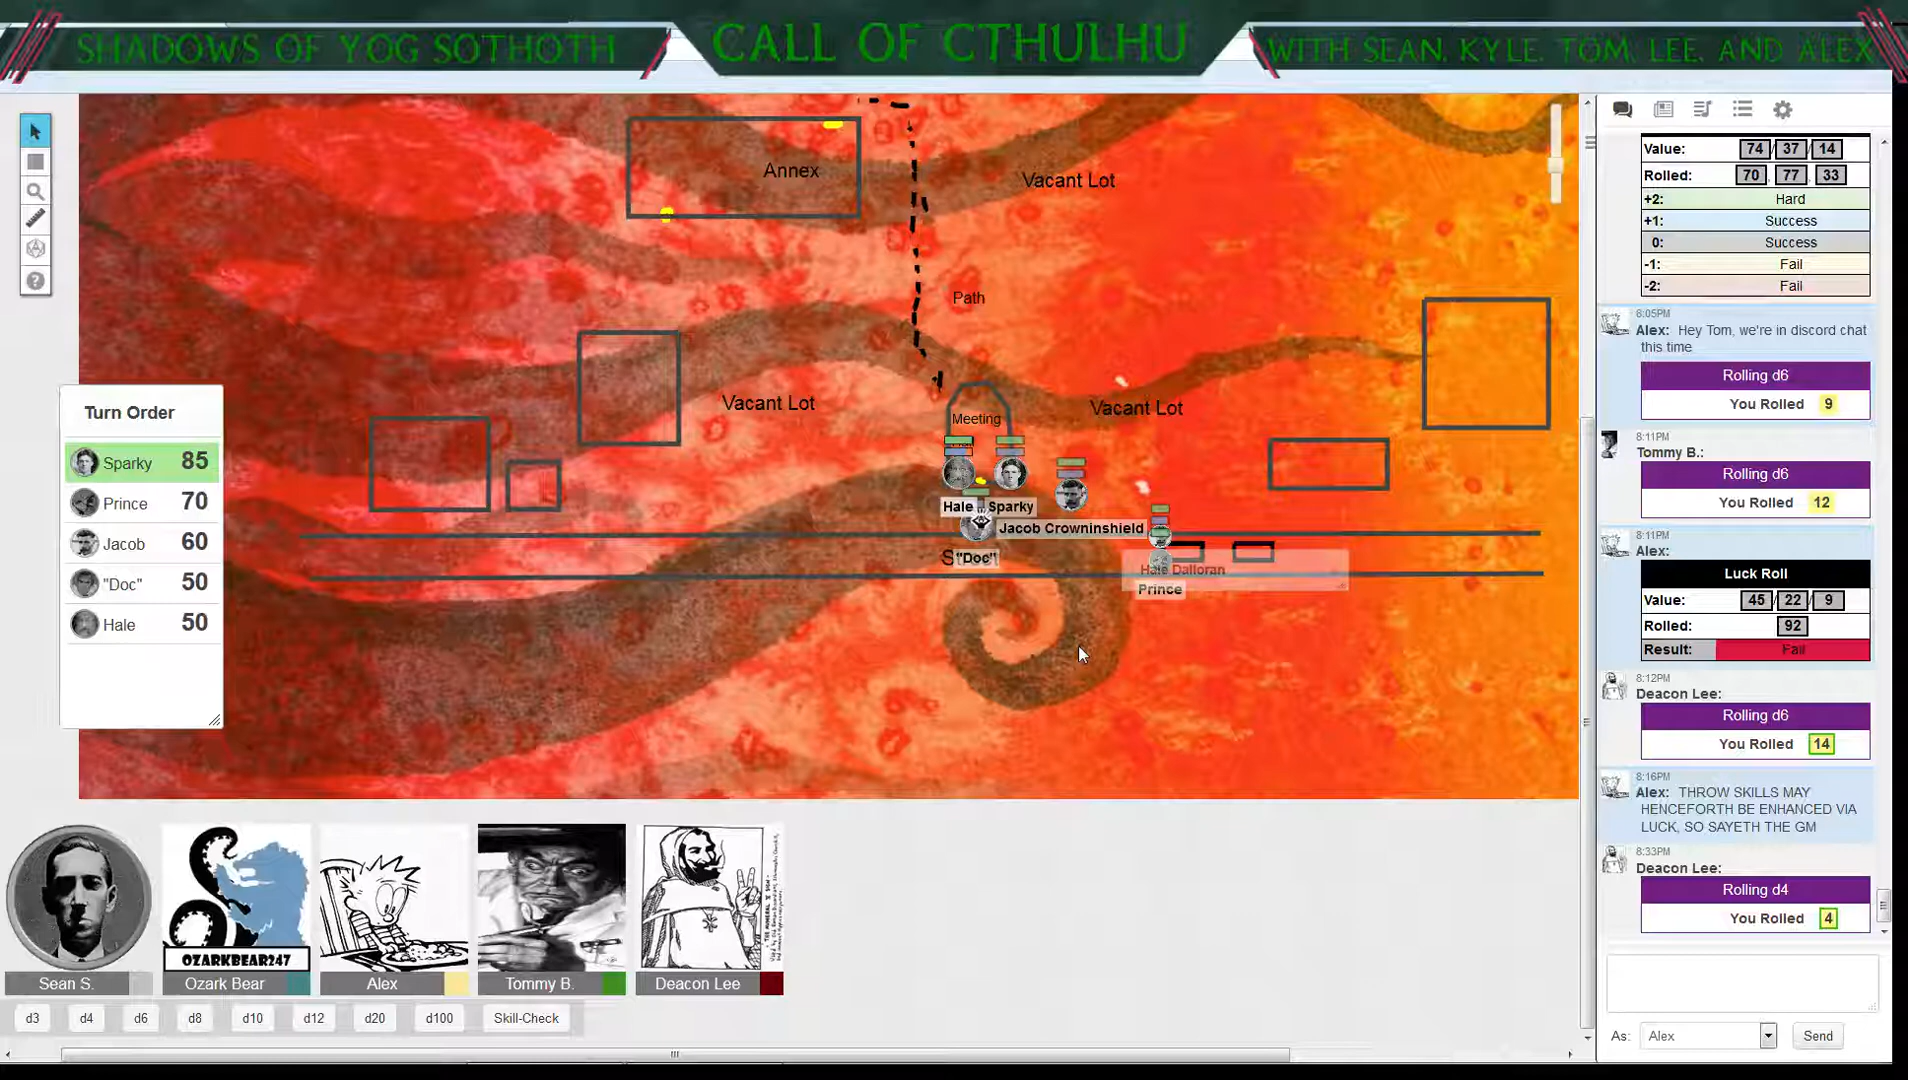 SHADOWS OF YOG SOTHOTH
CALL OF CTHULHU
WITH SEAN, KYLE, TOM, LEE, AND ALEX
Annex
Vacant Lot
Path
Vacant Lot
Meeting
Vacant Lot
Hale
Sparky
Jacob Crowninshield
S
"Doc"
Hale Dalloran
Prince
Turn Order
Sparky 85
Prince 70
Jacob 60
"Doc" 50
Hale 50
Value: 74 / 37 / 14
Rolled: 70, 77, 33
+2: Hard
+1: Success
0: Success
-1: Fail
-2: Fail
8:05PM
Alex: Hey Tom, we're in discord chat
this time
Rolling d6
You Rolled 9
8:11PM
Tommy B.:
Rolling d6
You Rolled 12
8:11PM
Alex:
Luck Roll
Value: 45 / 22 / 9
Rolled: 92
Result: Fail
8:12PM
Deacon Lee:
Rolling d6
You Rolled 14
8:16PM
Alex: THROW SKILLS MAY
HENCEFORTH BE ENHANCED VIA
LUCK, SO SAYETH THE GM
8:33PM
Deacon Lee:
Rolling d4
You Rolled 4
OZARKBEAR247
Sean S.
Ozark Bear
Alex
Tommy B.
Deacon Lee
d3
d4
d6
d8
d10
d12
d20
d100
Skill-Check
As: Alex
Send